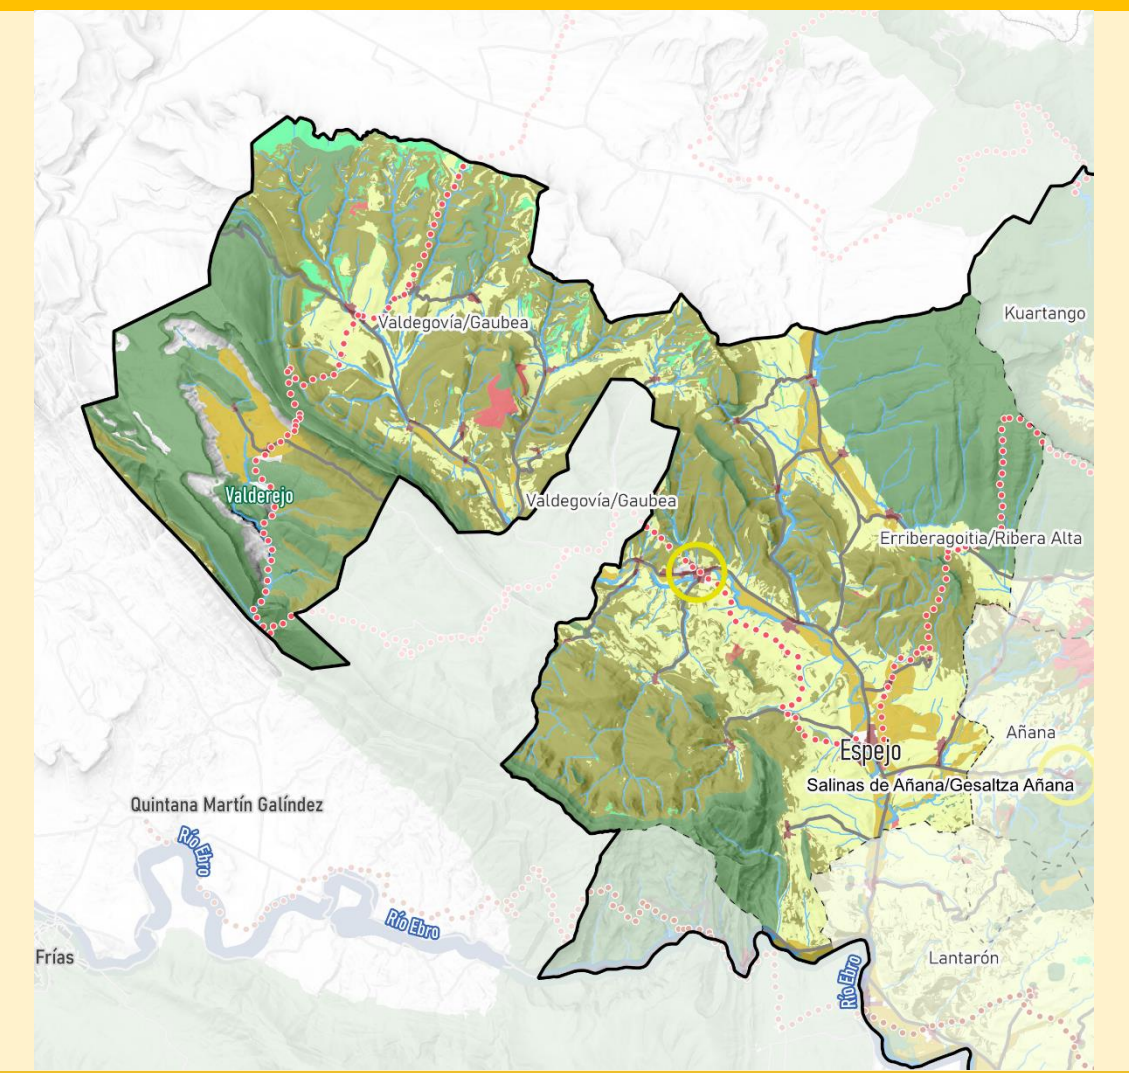 Kuartango
Valdegovía/Gaubea
Valderejo
Valdegovía/Gaubea
Erriberagoitia/Ribera Alta
Añana
Espejo
Salinas de Añana/Gesaltza Añana
Quintana Martín Galíndez
Río Ebro
Río Ebro
Frías
Lantarón
Río Ebro